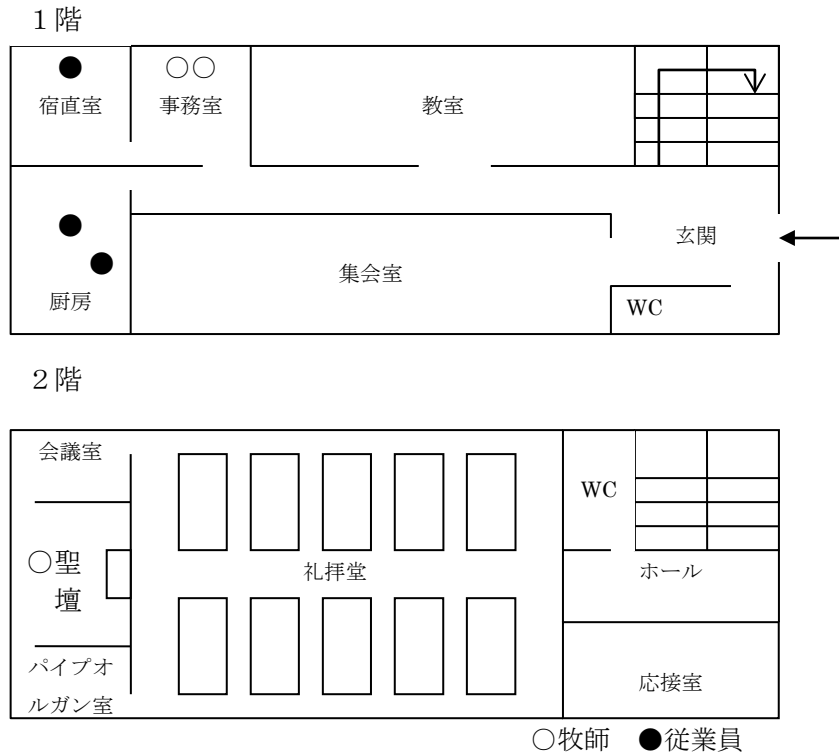 １階
宿直室
事務室
教室
玄関
集会室
厨房
WC
２階
会議室
WC
○聖
壇
礼拝堂
ホール
パイプオ
ルガン室
応接室
○牧師　●従業員